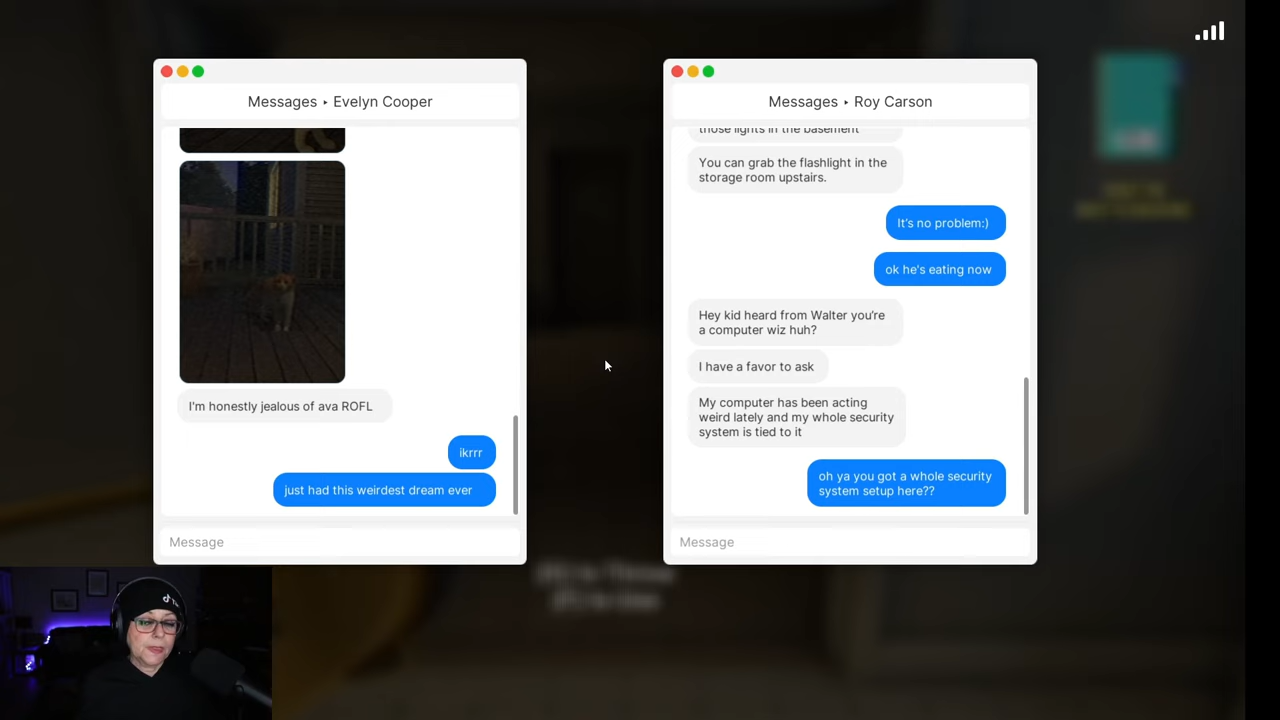 Messages ‣ Evelyn Cooper
I'm honestly jealous of ava ROFL
ikrrr
just had this weirdest dream ever
Message
Messages ‣ Roy Carson
those lights in the basement
You can grab the flashlight in the
storage room upstairs.
It's no problem:)
ok he's eating now
Hey kid heard from Walter you're
a computer wiz huh?
I have a favor to ask
My computer has been acting
weird lately and my whole security
system is tied to it
oh ya you got a whole security
system setup here??
Message